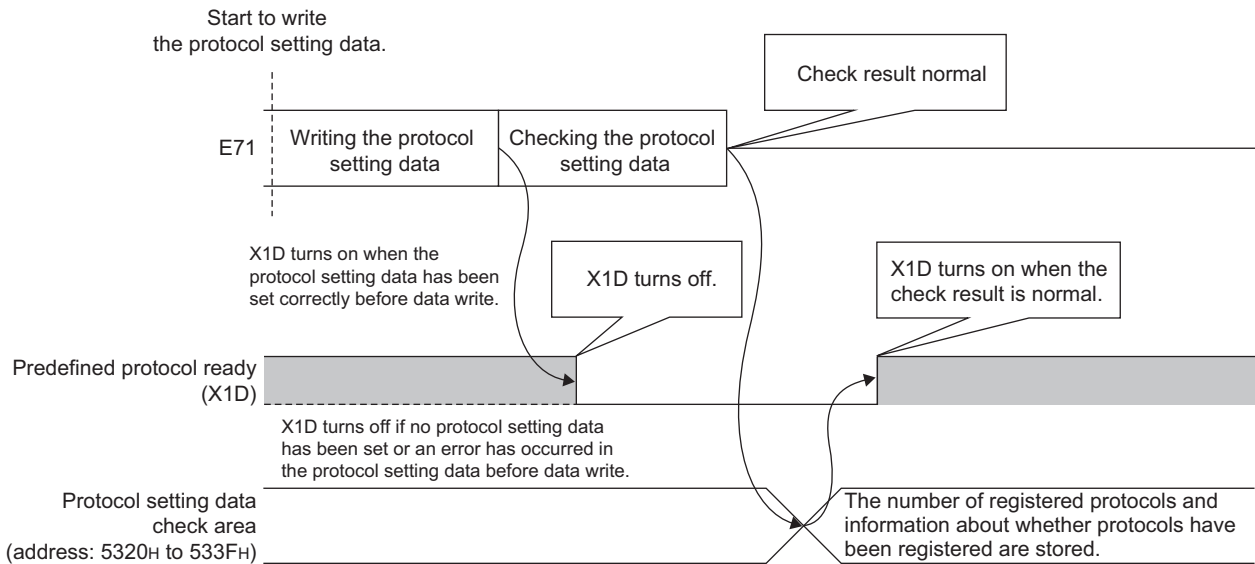 Start to write
the protocol setting data.
Check result normal
E71
Writing the protocol
setting data
Checking the protocol
setting data
X1D turns on when the
protocol setting data has been
set correctly before data write.
X1D turns off.
X1D turns on when the
check result is normal.
Predefined protocol ready
(X1D)
X1D turns off if no protocol setting data
has been set or an error has occurred in
the protocol setting data before data write.
Protocol setting data
check area
(address: 5320H to 533FH)
The number of registered protocols and
information about whether protocols have
been registered are stored.